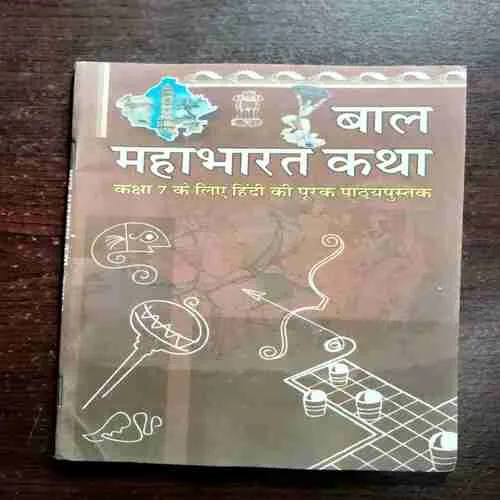 बाल
महाभारत कथा
कक्षा 7 के लिए हिंदी की पूरक पाठ्यपुस्तक